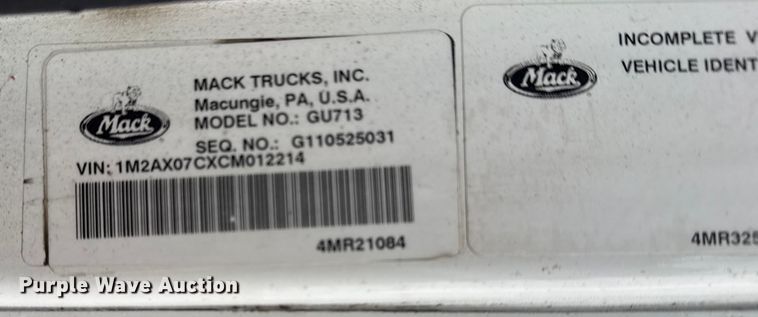 Mack
MACK TRUCKS, INC.
Macungie, PA, U.S.A.
MODEL NO.: GU713
SEQ. NO.: G110525031
VIN: 1M2AX07CXCM012214
4MR21084
Mack
INCOMPLETE V
VEHICLE IDENT
4MR325
Purple Wave Auction